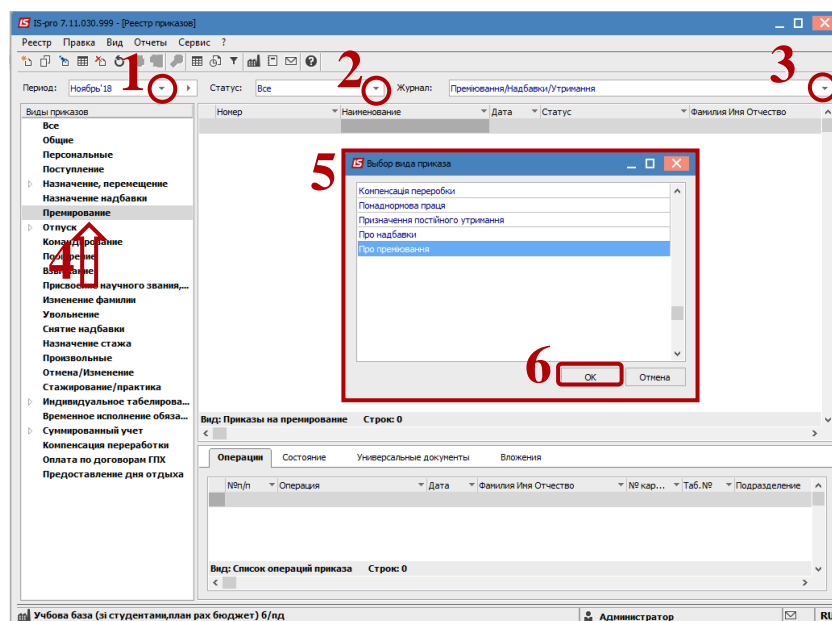 IS-pro 7.11.030.999 - [Реестр приказов]
Реестр Правка Вид Отчеты Сервис ?
1 2 3
Период: Ноябрь'18 Статус: Все Журнал: Преміювання/Надбавки/Утримання
Виды приказов
Все
Общие
Персональные
Поступление
Назначение, перемещение
Назначение надбавки
Премирование
Отпуск
Командирование
4
Присвоение научного звания,...
Изменение фамилии
Увольнение
Снятие надбавки
Назначение стажа
Произвольные
Отмена/Изменение
Стажирование/практика
Индивидуальное табелирова...
Временное исполнение обяза...
Суммированный учет
Компенсация переработки
Оплата по договорам ГПХ
Предоставление дня отдыха
Номер Наименование Дата Статус Фамилия Имя Отчество
5
Выбор вида приказа
Компенсація переробки
Понаднормова праця
Призначення постійного утримання
Про надбавки
Про преміювання
6
OK Отмена
Вид: Приказы на премирование Строк: 0
Операции Состояние Универсальные документы Вложения
№п/п Операция Дата Фамилия Имя Отчество № кар... Таб.№ Подразделение
Вид: Список операций приказа Строк: 0
Учбова база (зі студентами,план рах бюджет) б/пд Администратор RU